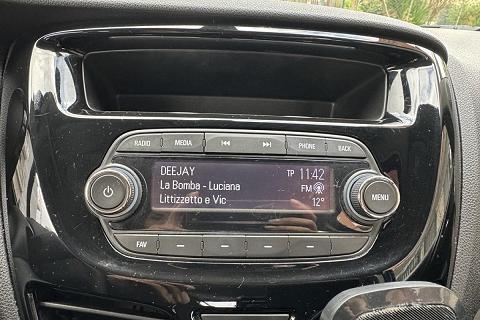 RADIO MEDIA PHONE BACK
DEEJAY TP 11:42
La Bomba - Luciana FM
Littizzetto e Vic 12°
MENU
FAV